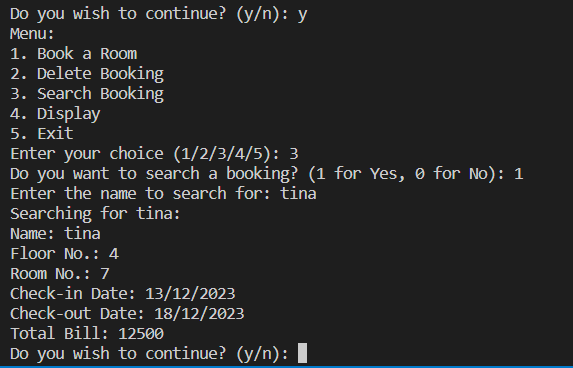 Do you wish to continue? (y/n): y
Menu:
1. Book a Room
2. Delete Booking
3. Search Booking
4. Display
5. Exit
Enter your choice (1/2/3/4/5): 3
Do you want to search a booking? (1 for Yes, 0 for No): 1
Enter the name to search for: tina
Searching for tina:
Name: tina
Floor No.: 4
Room No.: 7
Check-in Date: 13/12/2023
Check-out Date: 18/12/2023
Total Bill: 12500
Do you wish to continue? (y/n):